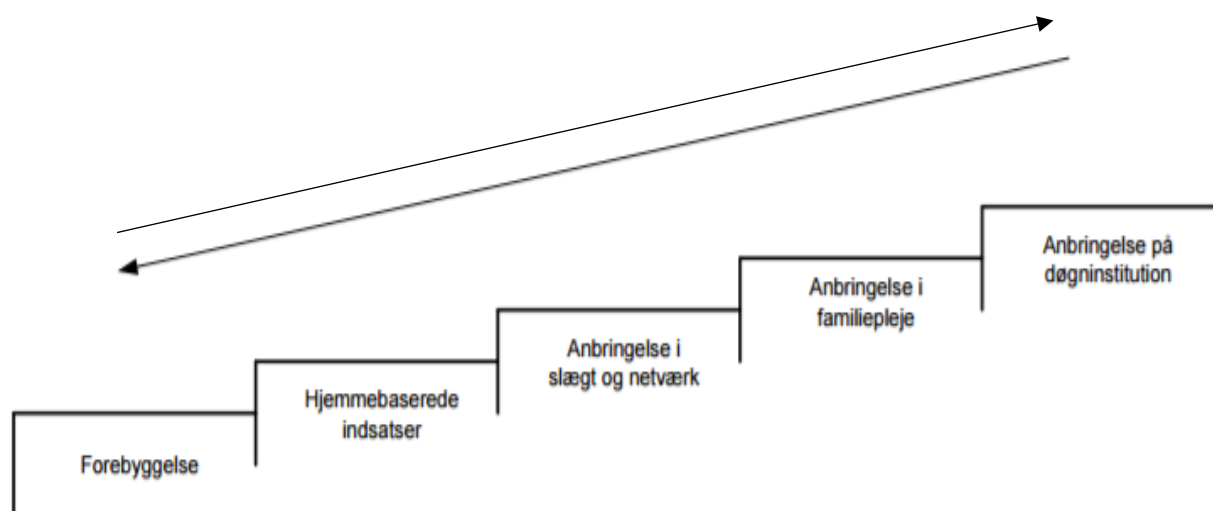 Forebyggelse
Hjemmebaserede
indsatser
Anbringelse i
slægt og netværk
Anbringelse i
familiepleje
Anbringelse på
døgninstitution